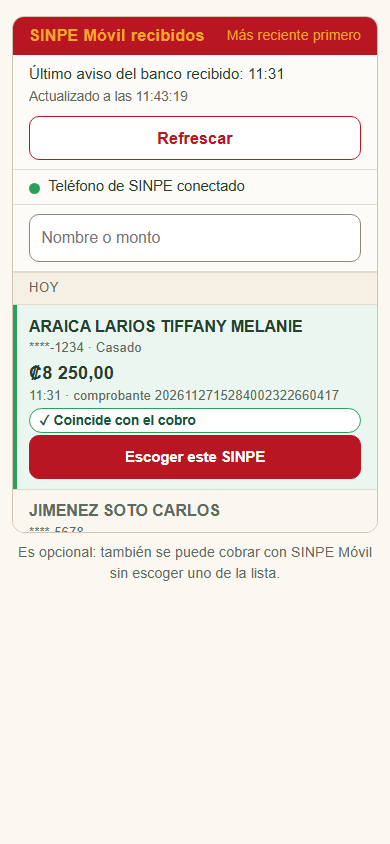 SINPE Móvil recibidos
Más reciente primero
Último aviso del banco recibido: 11:31
Actualizado a las 11:43:19
Refrescar
Teléfono de SINPE conectado
Nombre o monto
HOY
ARAICA LARIOS TIFFANY MELANIE
****-1234 · Casado
₡8 250,00
11:31 · comprobante 20261127152840023226​60417
✓ Coincide con el cobro
Escoger este SINPE
JIMENEZ SOTO CARLOS
****-5678
Es opcional: también se puede cobrar con SINPE Móvil
sin escoger uno de la lista.